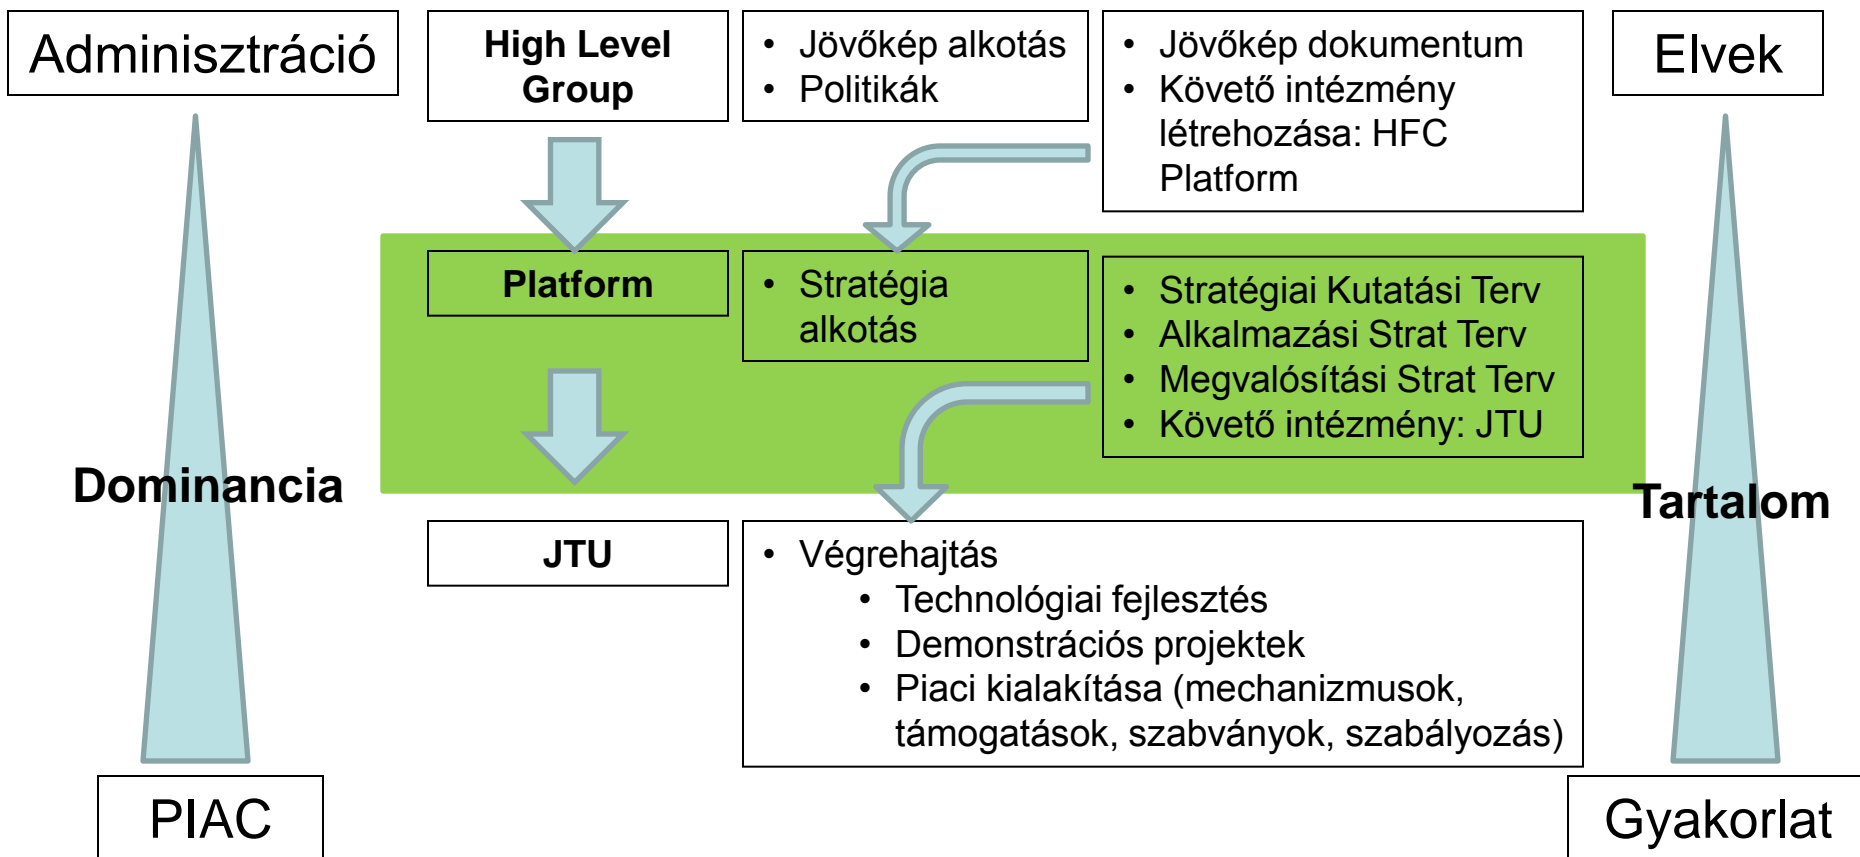 Adminisztráció
High Level
Group
• Jövőkép alkotás
• Politikák
• Jövőkép dokumentum
• Követő intézmény
létrehozása: HFC
Platform
Elvek
Platform
• Stratégia
alkotás
• Stratégiai Kutatási Terv
• Alkalmazási Strat Terv
• Megvalósítási Strat Terv
• Követő intézmény: JTU
Dominancia
Tartalom
JTU
• Végrehajtás
• Technológiai fejlesztés
• Demonstrációs projektek
• Piaci kialakítása (mechanizmusok,
támogatások, szabványok, szabályozás)
PIAC
Gyakorlat